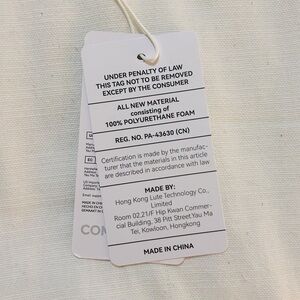 UNDER PENALTY OF LAW
THIS TAG NOT TO BE REMOVED
EXCEPT BY THE CONSUMER
ALL NEW MATERIAL
consisting of
100% POLYURETHANE FOAM
REG. NO. PA-43630 (CN)
Certification is made by the manufac-
turer that the materials in this article
are described in accordance with law
MADE BY:
Hong Kong Lute Technology Co.,
Limited
Room 02,21/F Hip Kwan Commer-
cial Building, 38 Pitt Street Yau Ma
Tei, Kowloon, Hongkong
MADE IN CHINA